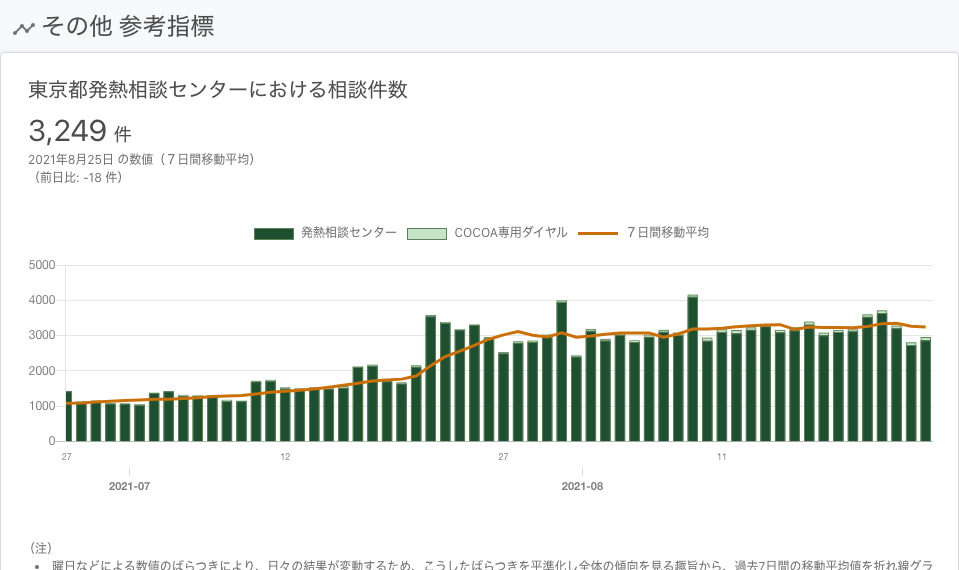 その他 参考指標
東京都発熱相談センターにおける相談件数
3,249 件
2021年8月25日 の数値（７日間移動平均）
（前日比: -18 件）
発熱相談センター COCOA専用ダイヤル ７日間移動平均
5000
4000
3000
2000
1000
0
27 12 27 11
2021-07 2021-08
（注）
• 曜日などによる数値のばらつきにより、日々の結果が変動するため、こうしたばらつきを平準化し全体の傾向を見る趣旨から、過去7日間の移動平均値を折れ線グラ